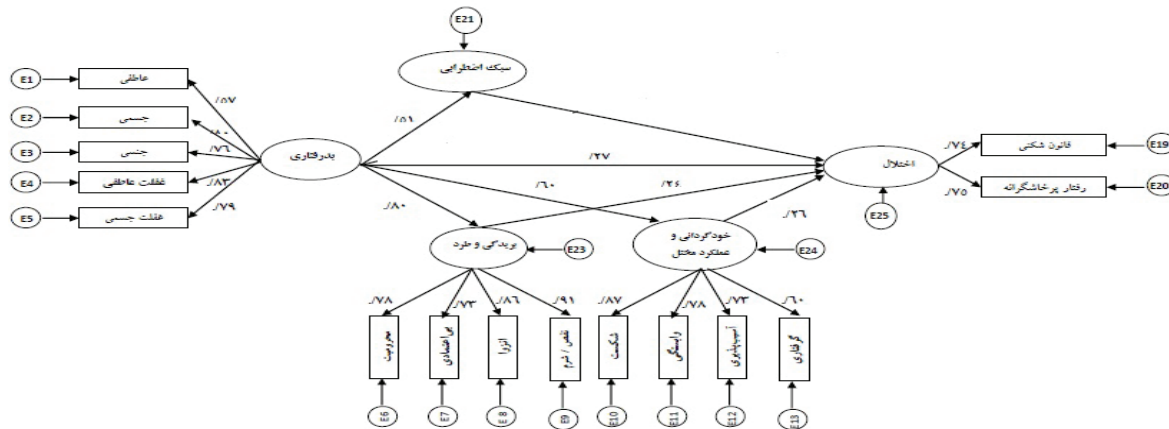 E21
سبک اضطرابی
E1
عاطفی
./۵۷
E2
جسمی
./۸۰
E3
جنسی
./۷۶
E4
غفلت عاطفی
./۸۳
E5
غفلت جسمی
./۷۹
بدرفتاری
./۵۱
./۲۷
./۲۶
./۶۰
./۸۰
اختلال
E25
./۷۴
قانون شکنی
E19
./۷۵
رفتار پرخاشگرانه
E20
بریدگی و طرد
E23
خودگردانی و
عملکرد مختل
E24
./۲۶
./۷۸
./۷۳
./۸۶
./۹۱
./۸۷
./۷۸
./۷۳
./۶۰
محرومیت
بی‌اعتمادی
انزوا
نقص / شرم
شکست
وابستگی
آسیب‌پذیری
گرفتاری
E6
E7
E 8
E9
E10
E11
E12
E13